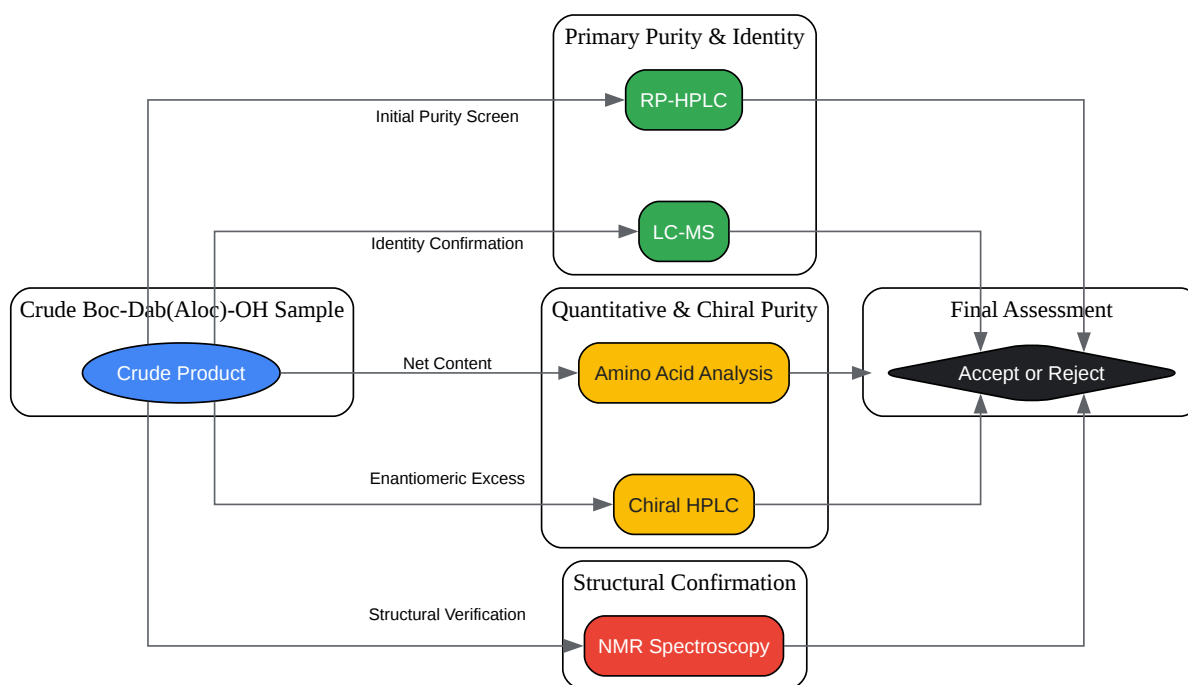 Primary Purity & Identity
RP-HPLC
Initial Purity Screen
LC-MS
Identity Confirmation
Crude Boc-Dab(Aloc)-OH Sample
Crude Product
Net Content
Quantitative & Chiral Purity
Amino Acid Analysis
Final Assessment
Accept or Reject
Enantiomeric Excess
Chiral HPLC
Structural Confirmation
Structural Verification
NMR Spectroscopy